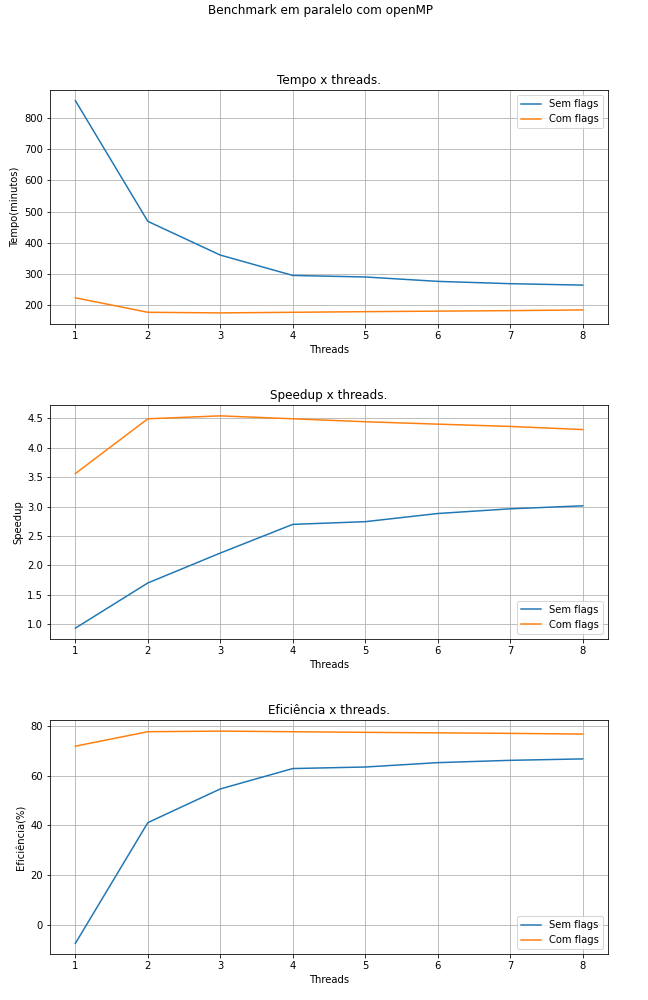 Benchmark em paralelo com openMP
Tempo x threads.
Sem flags
Com flags
Tempo(minutos)
800
700
600
500
400
300
200
1 2 3 4 5 6 7 8
Threads
Speedup x threads.
Speedup
4.5
4.0
3.5
3.0
2.5
2.0
1.5
1.0
Sem flags
Com flags
1 2 3 4 5 6 7 8
Threads
Eficiência x threads.
Eficiência(%)
80
60
40
20
0
Sem flags
Com flags
1 2 3 4 5 6 7 8
Threads